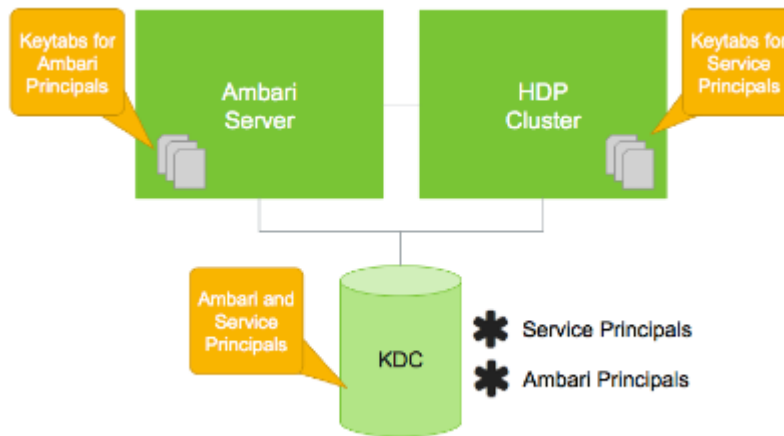 Keytabs for
Ambari
Principals
Ambari
Server
HDP
Cluster
Keytabs for
Service
Principals
Ambari and
Service
Principals
KDC
Service Principals
Ambari Principals